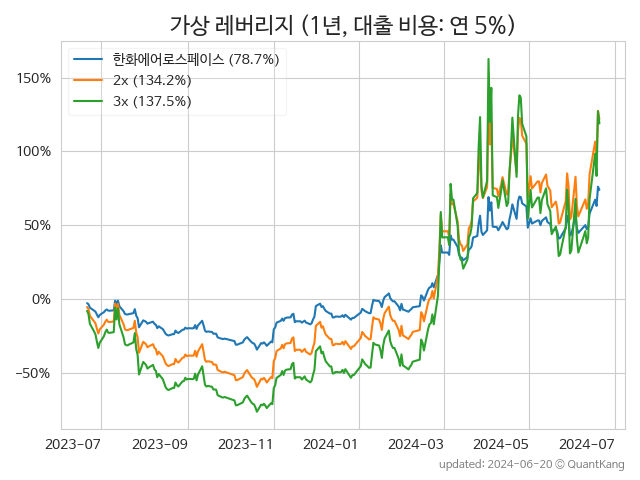 가상 레버리지 (1년, 대출 비용: 연 5%)
한화에어로스페이스 (78.7%)
2x (134.2%)
3x (137.5%)
150%
100%
50%
0%
−50%
2023-07 2023-09 2023-11 2024-01 2024-03 2024-05 2024-07
updated: 2024-06-20 © QuantKang